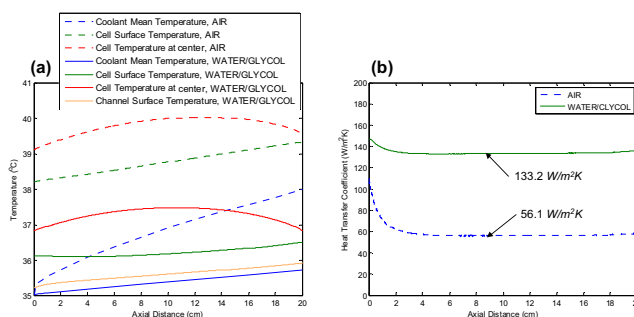 Coolant Mean Temperature, AIR
Cell Surface Temperature, AIR
Cell Temperature at center, AIR
Coolant Mean Temperature, WATER/GLYCOL
Cell Surface Temperature, WATER/GLYCOL
Cell Temperature at center, WATER/GLYCOL
Channel Surface Temperature, WATER/GLYCOL
(a)
41
40
39
38
37
36
35
Temperature (⁰C)
0 2 4 6 8 10 12 14 16 18 20
Axial Distance (cm)
(b)
AIR
WATER/GLYCOL
200
180
160
140
120
100
80
60
40
20
0
Heat Transfer Coefficient (W/m²K)
133.2 W/m²K
56.1 W/m²K
0 2 4 6 8 10 12 14 16 18 20
Axial Distance (cm)